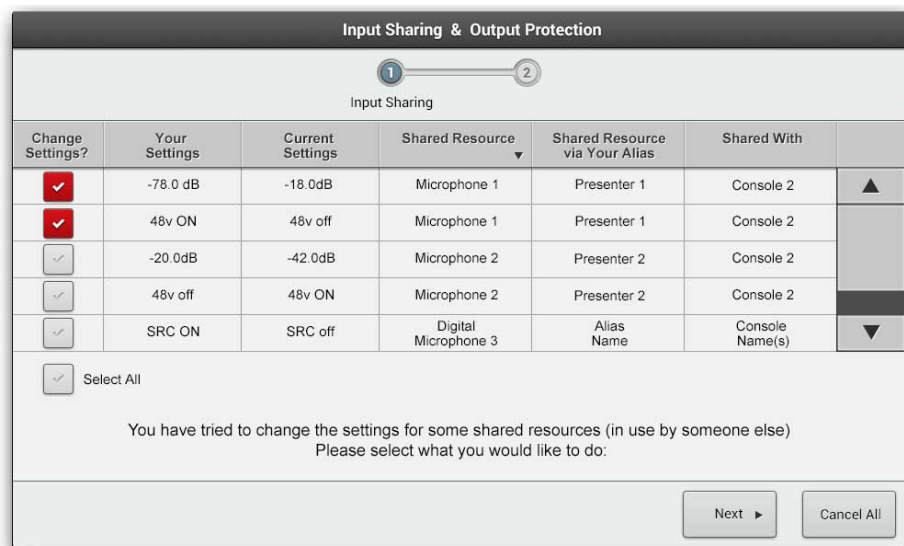 Input Sharing & Output Protection
1 2
Input Sharing
Change Settings? Your Settings Current Settings Shared Resource Shared Resource via Your Alias Shared With
-78.0 dB -18.0dB Microphone 1 Presenter 1 Console 2
48v ON 48v off Microphone 1 Presenter 1 Console 2
-20.0dB -42.0dB Microphone 2 Presenter 2 Console 2
48v off 48v ON Microphone 2 Presenter 2 Console 2
SRC ON SRC off Digital Microphone 3 Alias Name Console Name(s)
Select All
You have tried to change the settings for some shared resources (in use by someone else)
Please select what you would like to do:
Next Cancel All